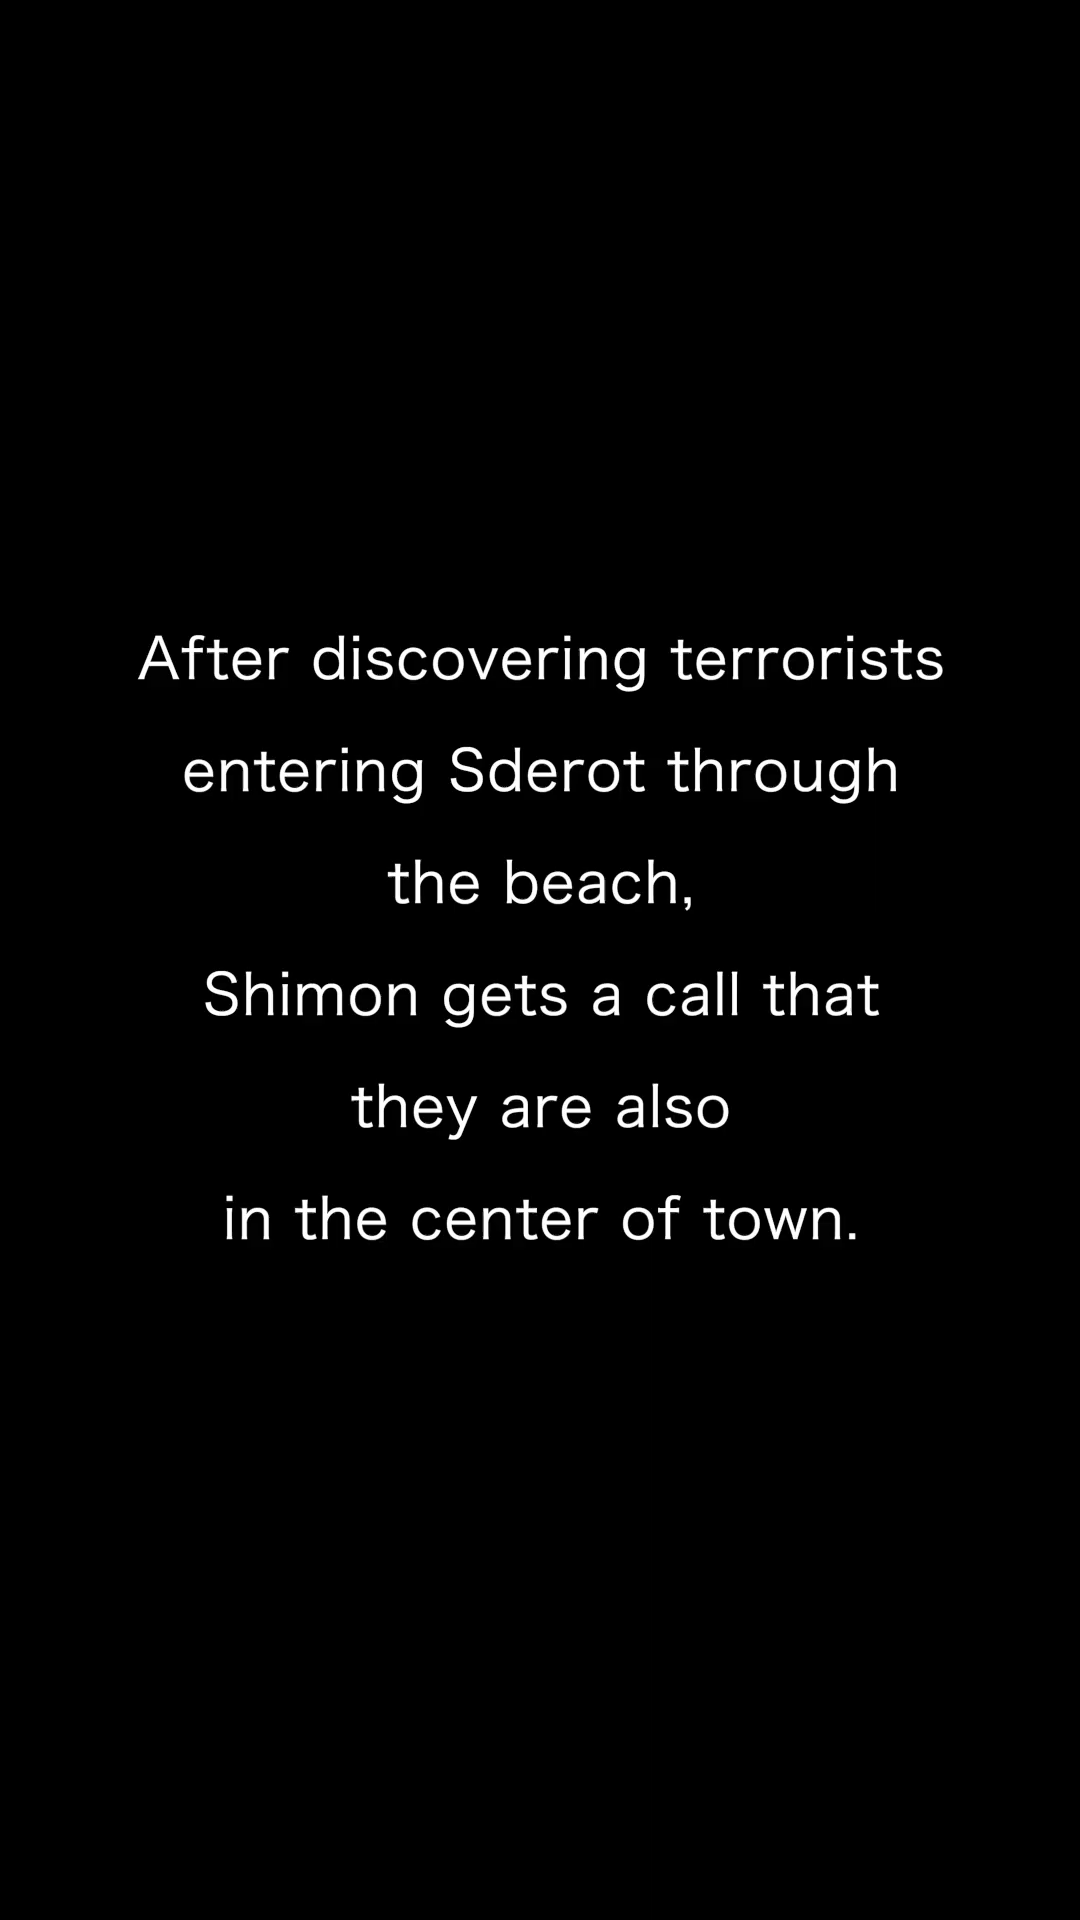 After discovering terrorists
entering Sderot through
the beach,
Shimon gets a call that
they are also
in the center of town.